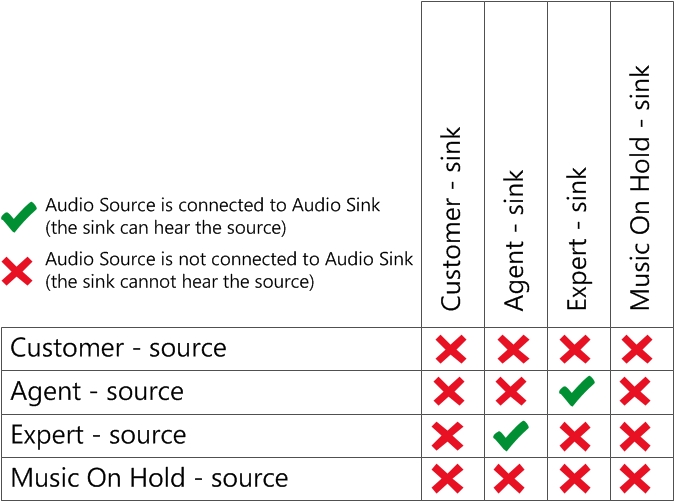 Customer - sink
Agent - sink
Expert - sink
Music On Hold - sink
Audio Source is connected to Audio Sink
(the sink can hear the source)
Audio Source is not connected to Audio Sink
(the sink cannot hear the source)
Customer - source
Agent - source
Expert - source
Music On Hold - source